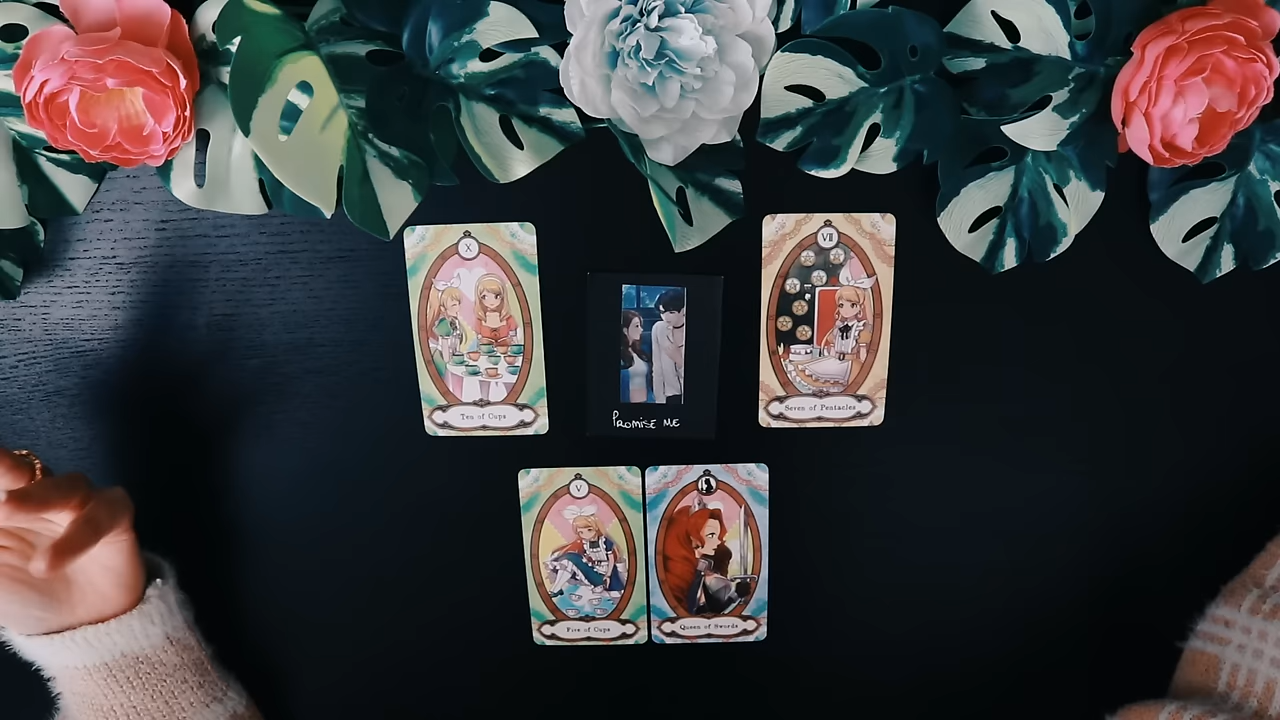 X
Ten of Cups
PROMISE ME
VII
Seven of Pentacles
V
Five of Cups
Queen of Swords